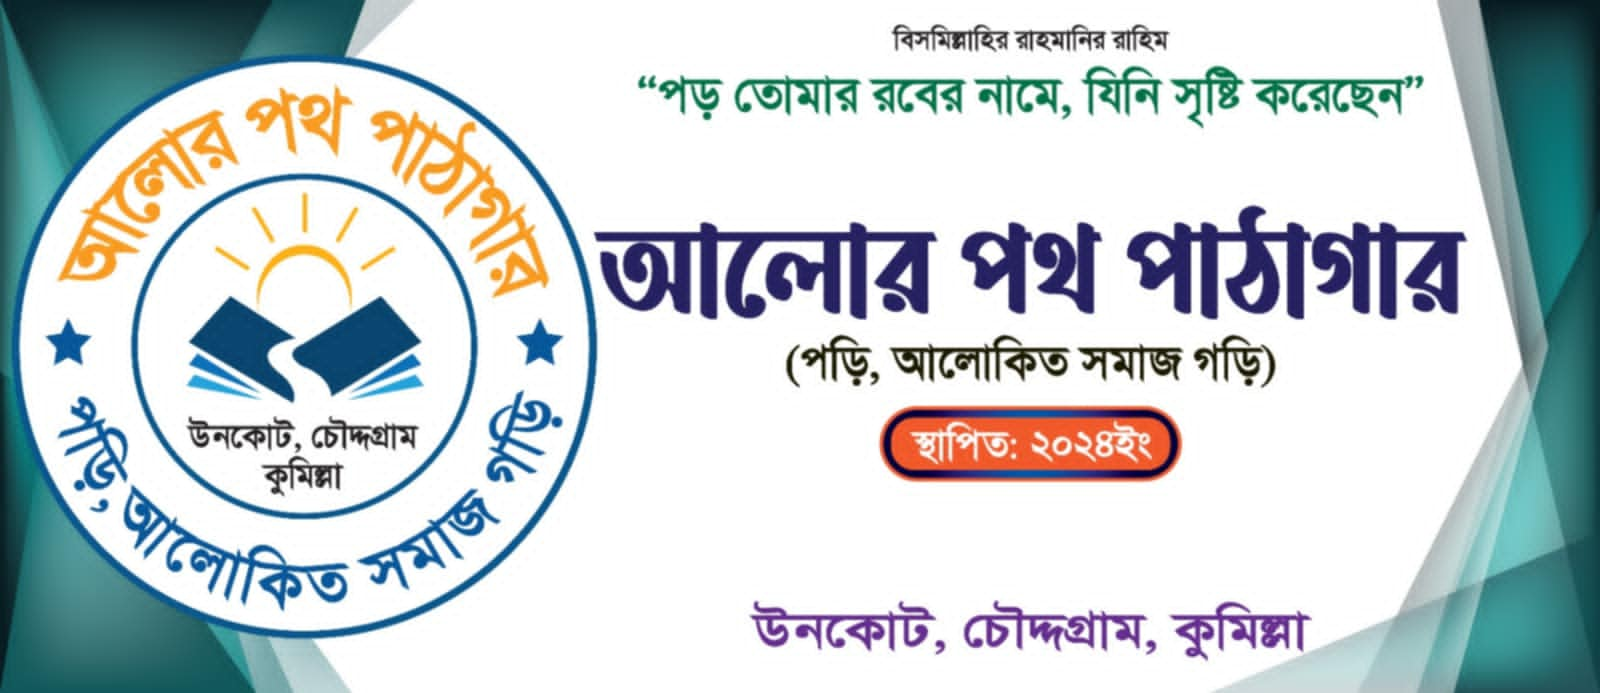 আলোর পথ পাঠাগার
উনকোট, চৌদ্দগ্রাম
কুমিল্লা
পড়ি, আলোকিত সমাজ গড়ি
বিসমিল্লাহির রাহমানির রাহিম
“পড় তোমার রবের নামে, যিনি সৃষ্টি করেছেন”
আলোর পথ পাঠাগার
(পড়ি, আলোকিত সমাজ গড়ি)
স্থাপিত: ২০২৪ইং
উনকোট, চৌদ্দগ্রাম, কুমিল্লা